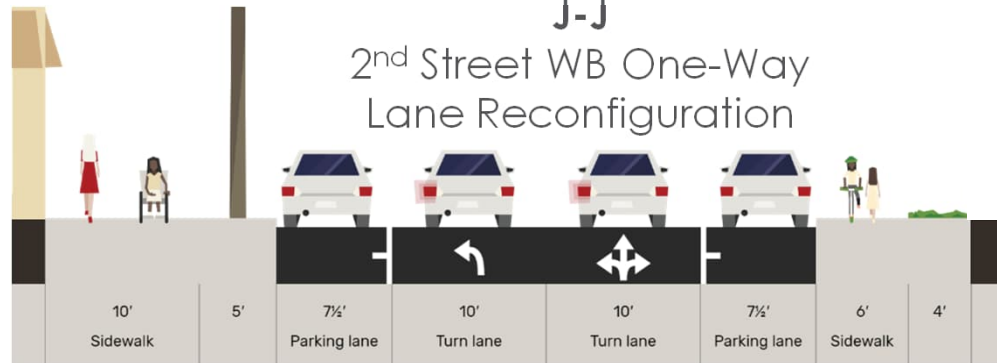 J-J
2nd Street WB One-Way
Lane Reconfiguration
10' 5' 7½' 10' 10' 7½' 6' 4'
Sidewalk Parking lane Turn lane Turn lane Parking lane Sidewalk